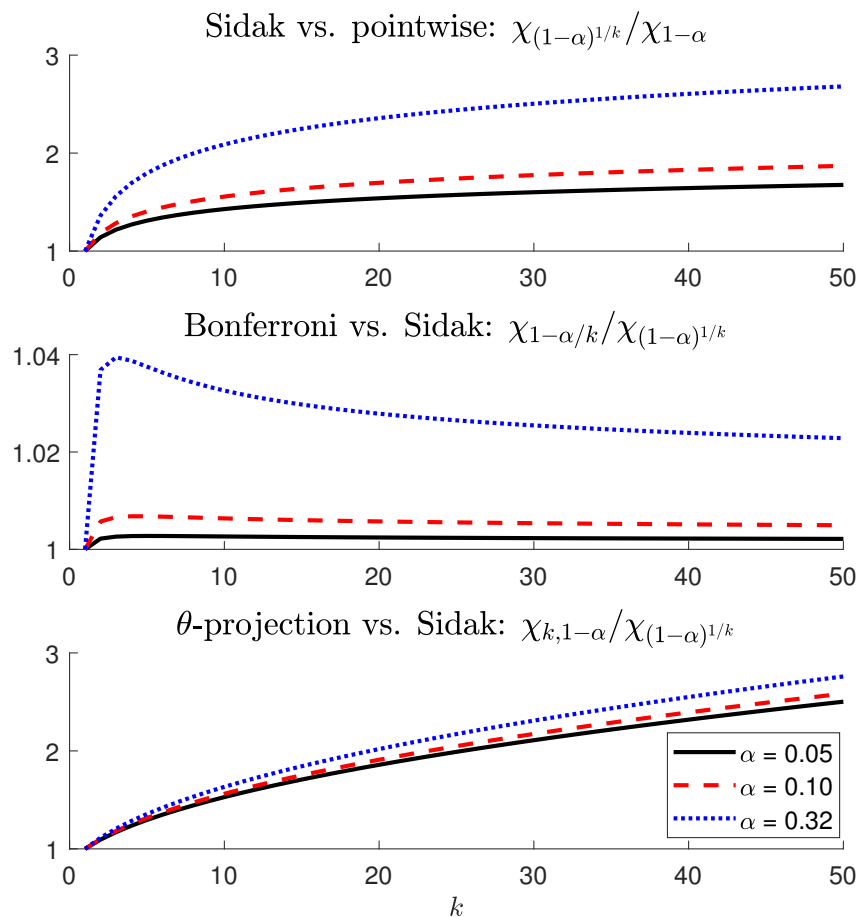 Sidak vs. pointwise: χ_{(1−α)^{1/k}}/χ_{1−α}
3
2
1
0 10 20 30 40 50
Bonferroni vs. Sidak: χ_{1−α/k}/χ_{(1−α)^{1/k}}
1.04
1.02
1
0 10 20 30 40 50
θ-projection vs. Sidak: χ_{k,1−α}/χ_{(1−α)^{1/k}}
3
2
α = 0.05
α = 0.10
α = 0.32
1
0 10 20 30 40 50
k